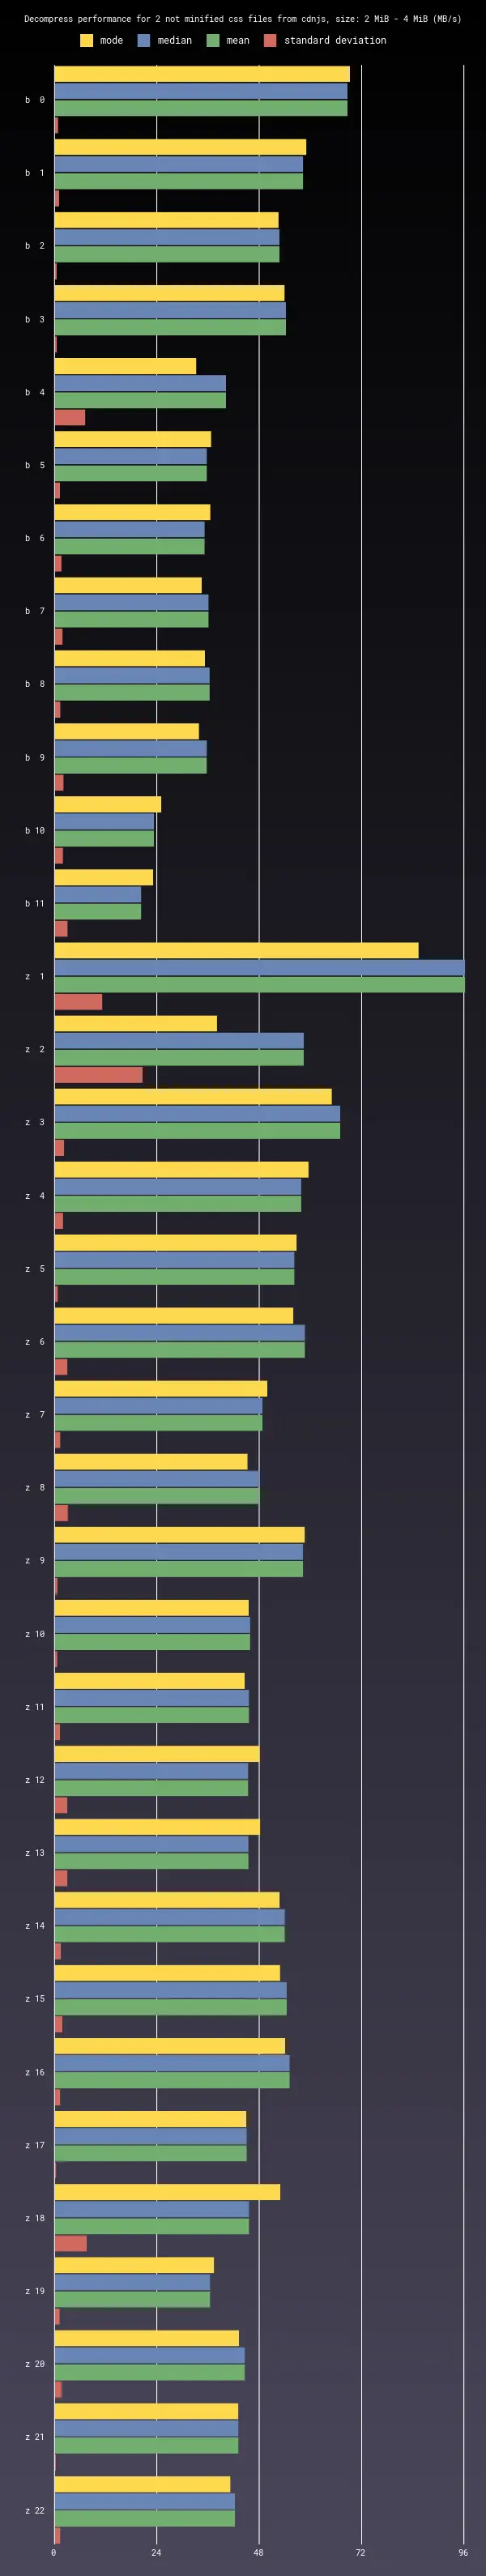 Decompress performance for 2 not minified css files from cdnjs, size: 2 MiB - 4 MiB (MB/s)
mode median mean standard deviation
b 0
b 1
b 2
b 3
b 4
b 5
b 6
b 7
b 8
b 9
b 10
b 11
z 1
z 2
z 3
z 4
z 5
z 6
z 7
z 8
z 9
z 10
z 11
z 12
z 13
z 14
z 15
z 16
z 17
z 18
z 19
z 20
z 21
z 22
0 24 48 72 96